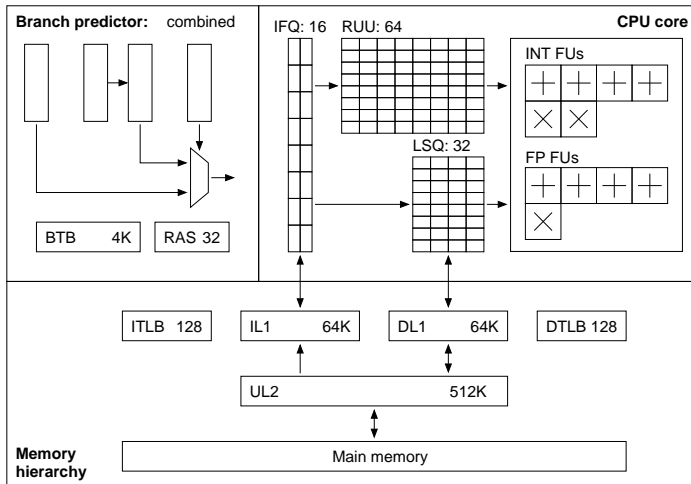 Branch predictor: combined
BTB 4K
RAS 32
IFQ: 16
RUU: 64
CPU core
LSQ: 32
INT FUs
FP FUs
ITLB 128
IL1 64K
DL1 64K
DTLB 128
UL2 512K
Main memory
Memory
hierarchy